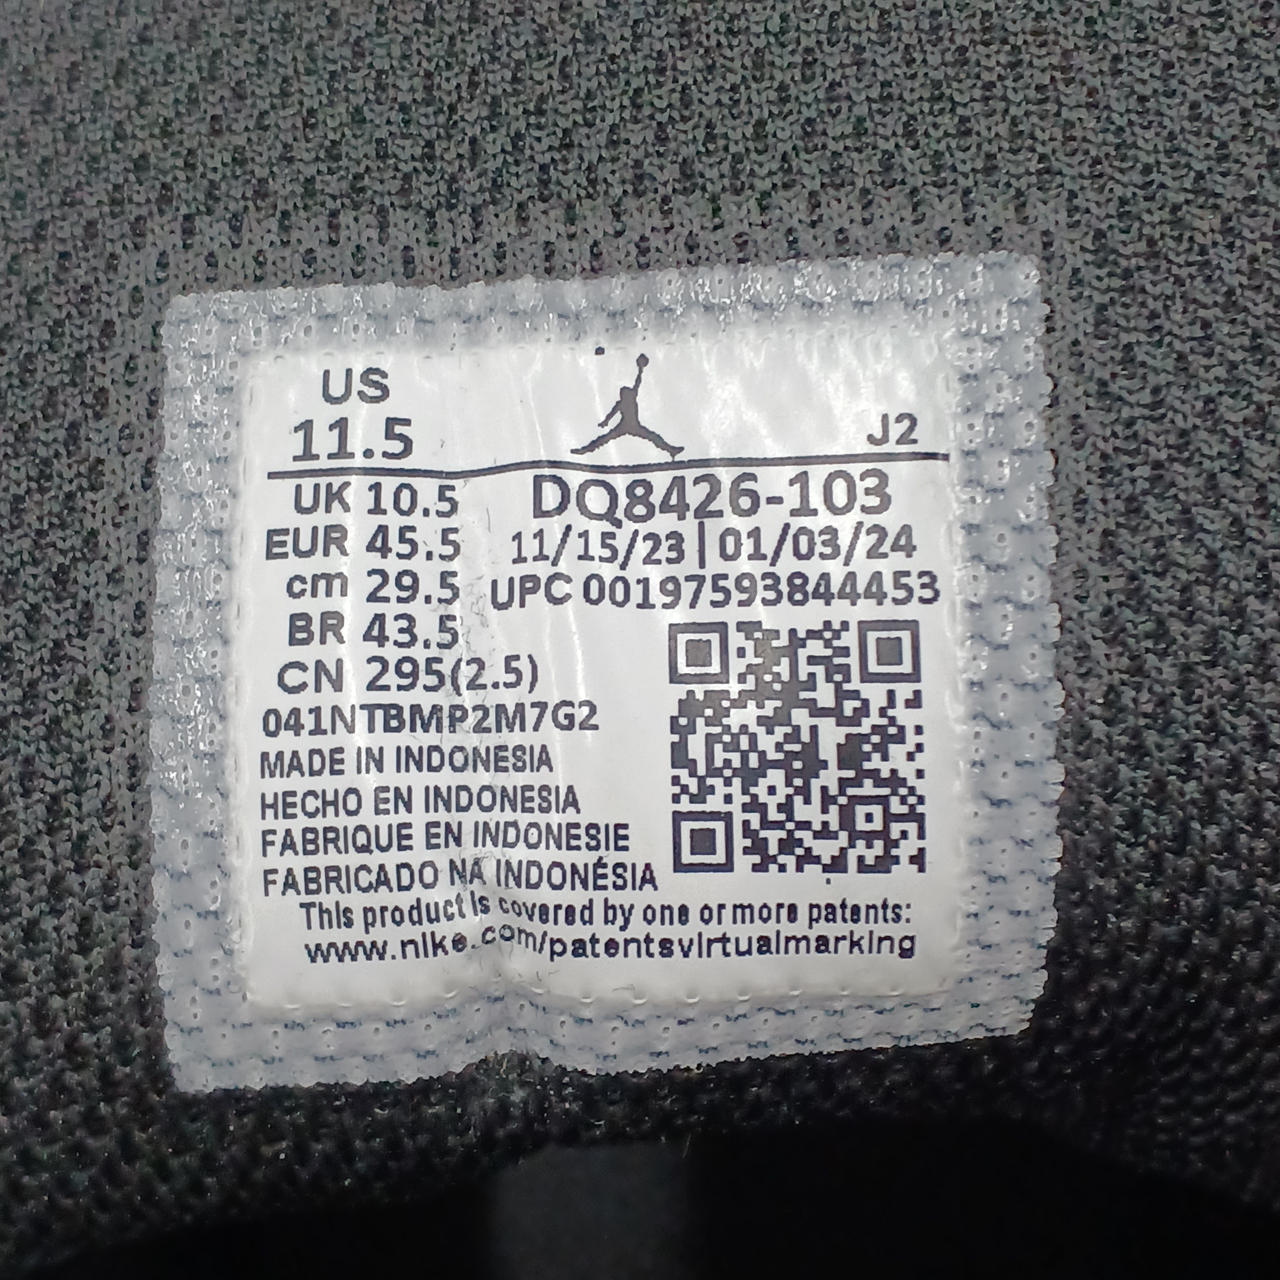 US
11.5
J2
UK 10.5
EUR 45.5
cm 29.5
BR 43.5
CN 295(2.5)
DQ8426-103
11/15/23 | 01/03/24
UPC 00197593844453
041NTBMP2M7G2
MADE IN INDONESIA
HECHO EN INDONESIA
FABRIQUE EN INDONESIE
FABRICADO NA INDONÉSIA
This product is covered by one or more patents:
www.nike.com/patentsvirtualmarking